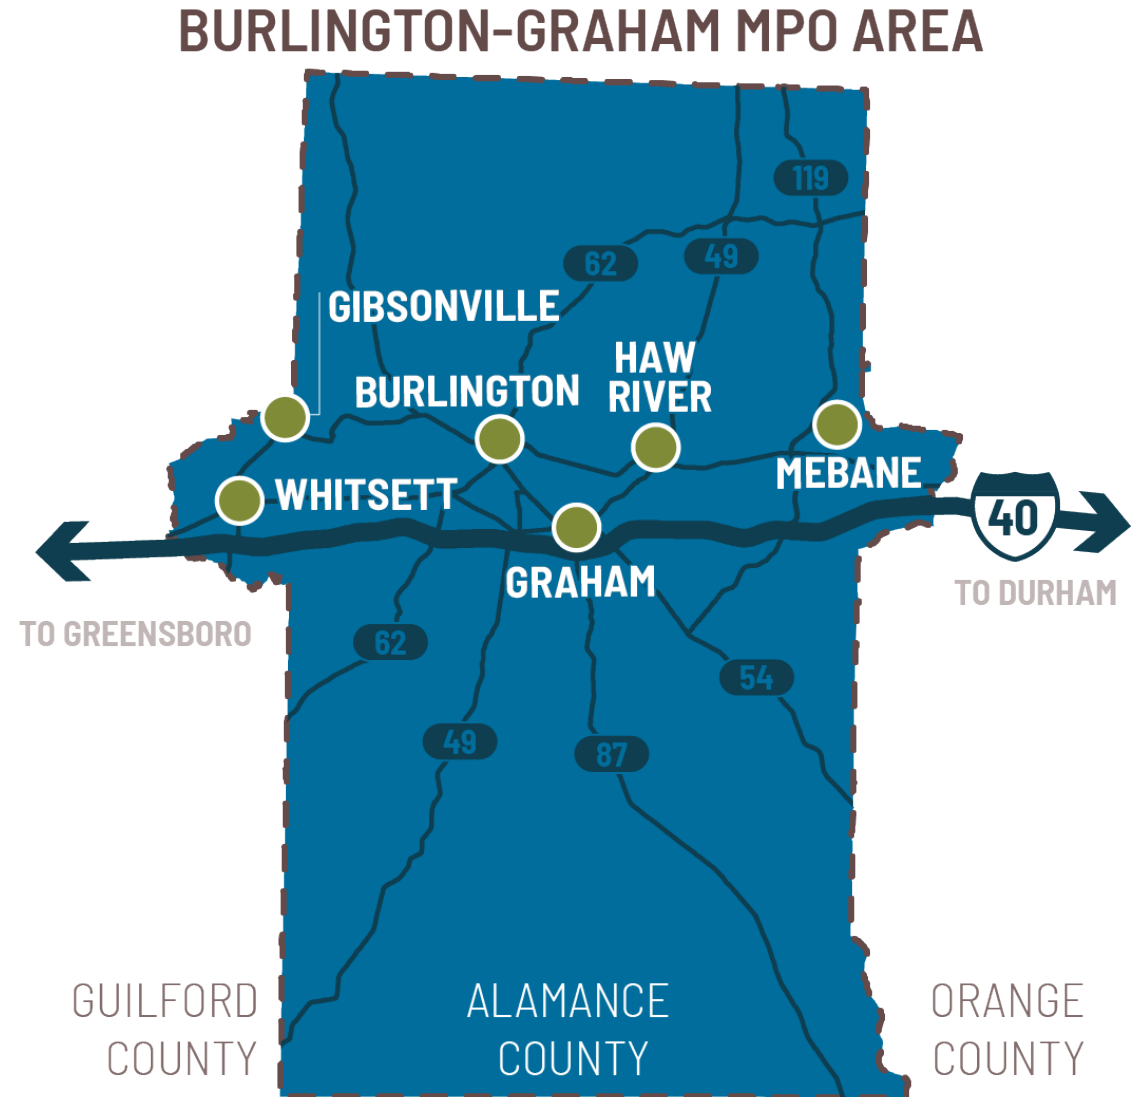 BURLINGTON-GRAHAM MPO AREA
119
62
49
GIBSONVILLE
HAW
RIVER
BURLINGTON
MEBANE
WHITSETT
40
GRAHAM
TO DURHAM
TO GREENSBORO
62
54
49
87
GUILFORD
COUNTY
ALAMANCE
COUNTY
ORANGE
COUNTY